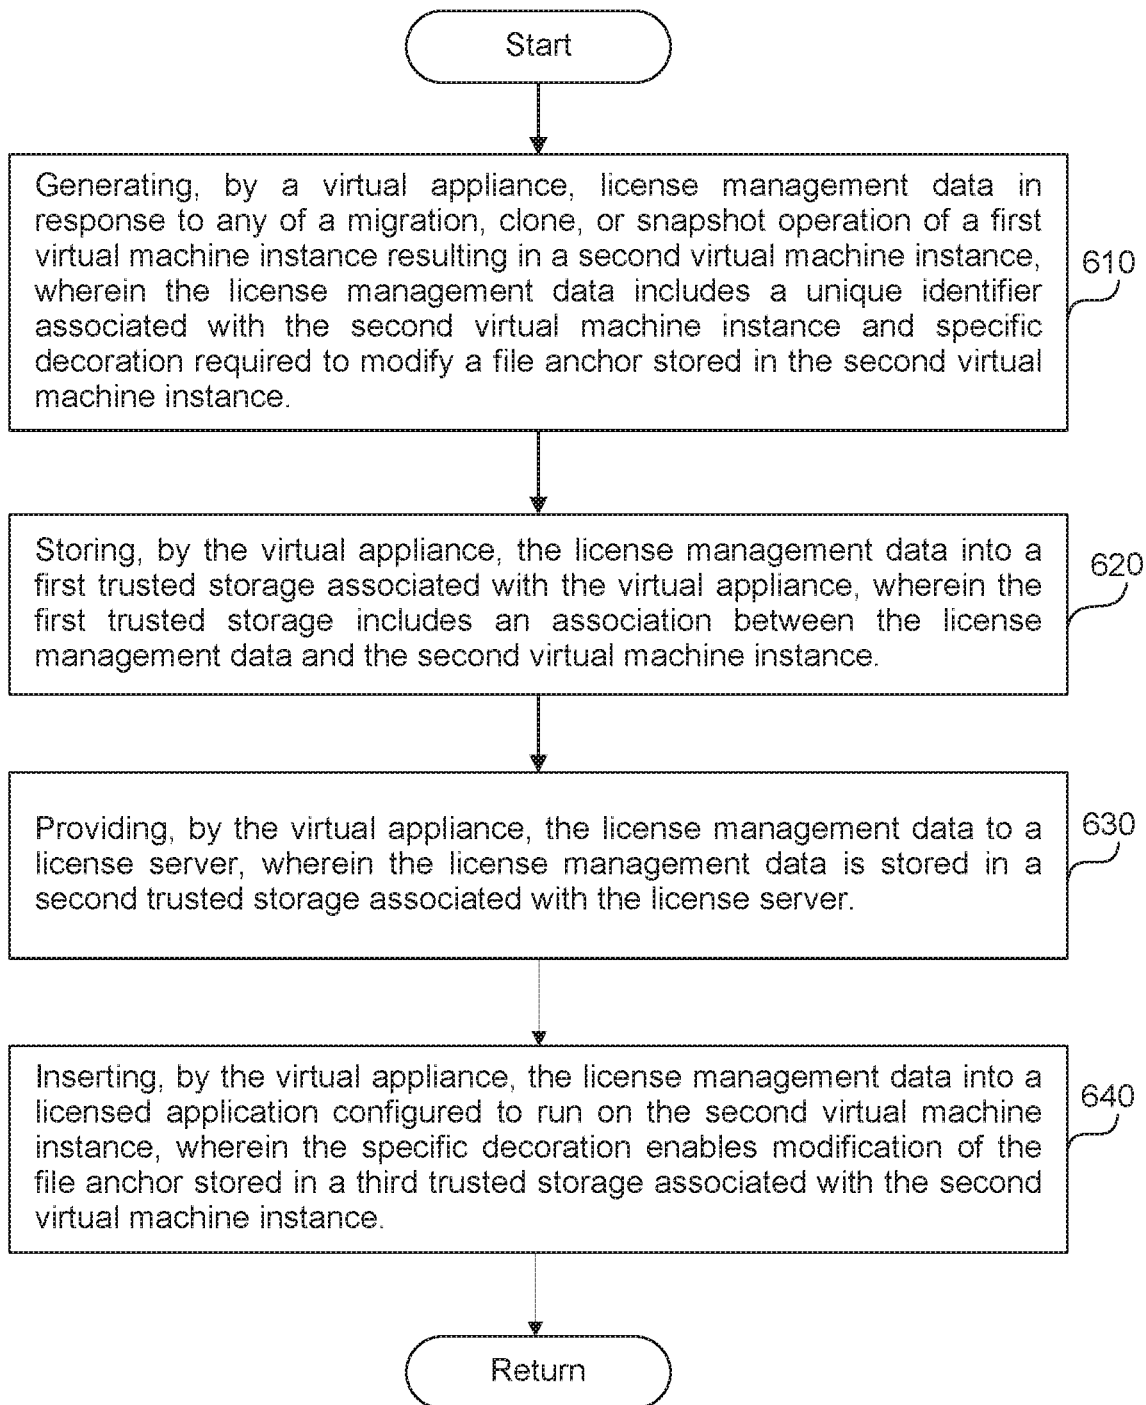 Start
Generating, by a virtual appliance, license management data in
response to any of a migration, clone, or snapshot operation of a first
virtual machine instance resulting in a second virtual machine instance,
wherein the license management data includes a unique identifier
associated with the second virtual machine instance and specific
decoration required to modify a file anchor stored in the second virtual
machine instance.
610
Storing, by the virtual appliance, the license management data into a
first trusted storage associated with the virtual appliance, wherein the
first trusted storage includes an association between the license
management data and the second virtual machine instance.
620
Providing, by the virtual appliance, the license management data to a
license server, wherein the license management data is stored in a
second trusted storage associated with the license server.
630
Inserting, by the virtual appliance, the license management data into a
licensed application configured to run on the second virtual machine
instance, wherein the specific decoration enables modification of the
file anchor stored in a third trusted storage associated with the second
virtual machine instance.
640
Return